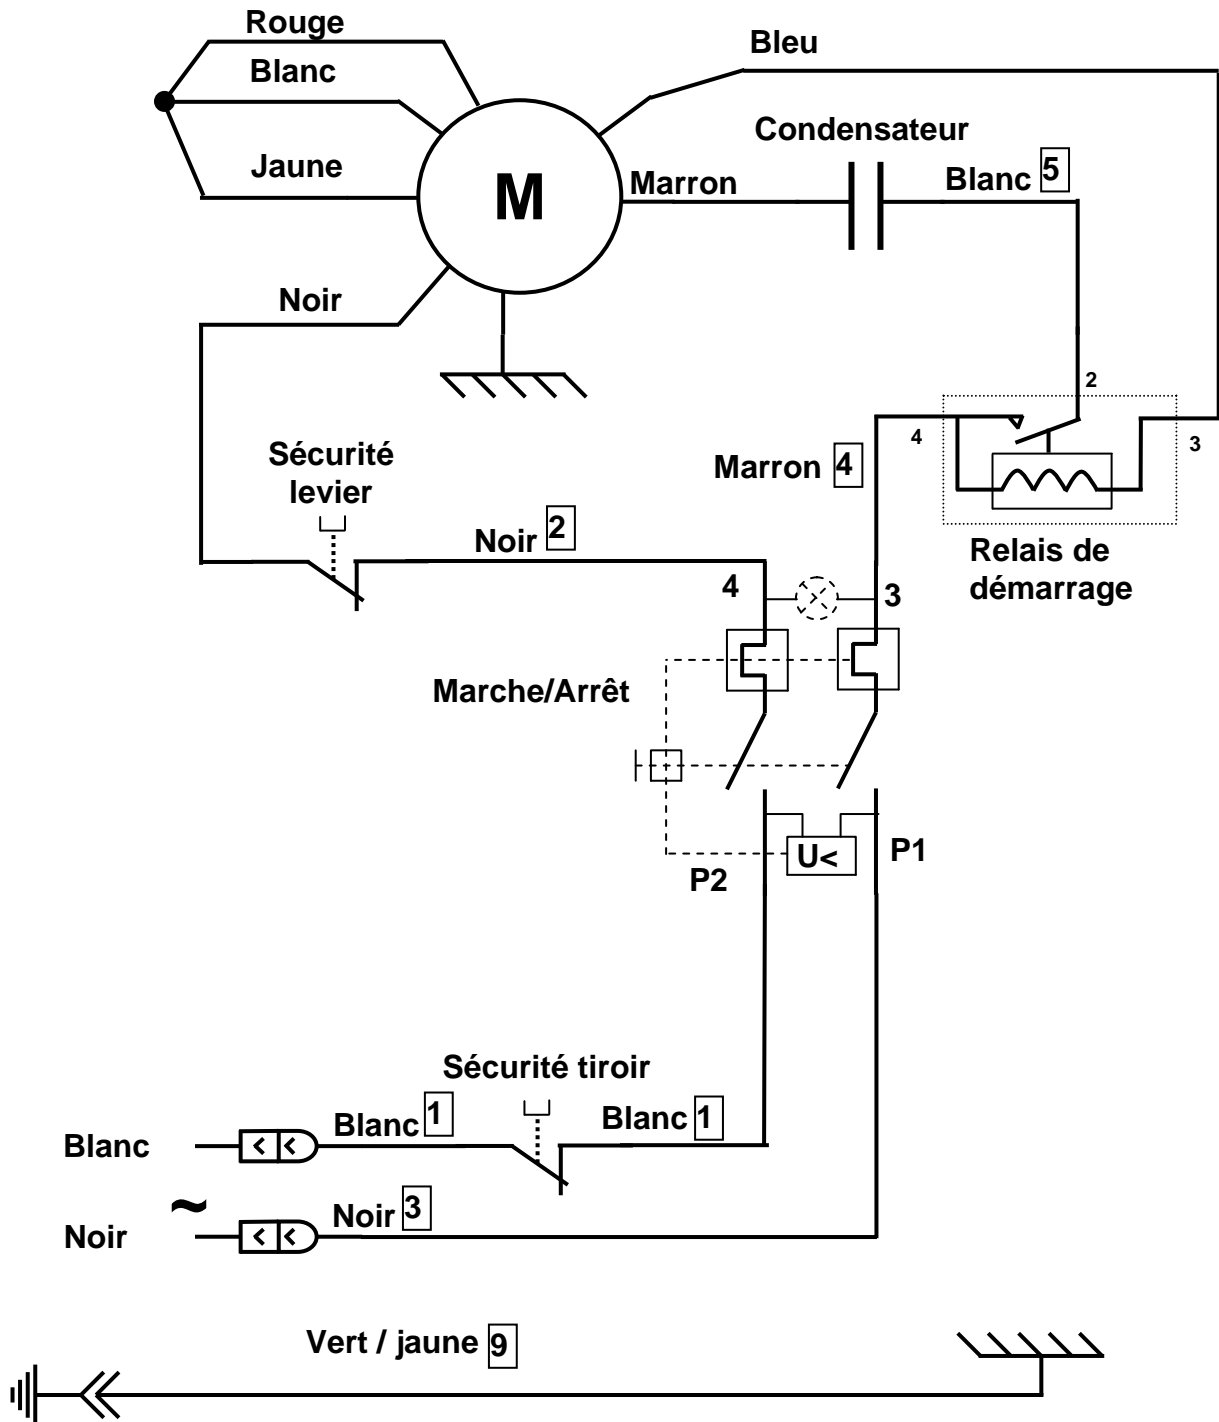 Rouge
Bleu
Blanc
Condensateur
Jaune
Marron
Blanc 5
M
Noir
2
4
3
Sécurité
levier
Marron 4
Noir 2
Relais de
démarrage
4
3
Marche/Arrêt
U<
P1
P2
Sécurité tiroir
Blanc
Blanc 1
Blanc 1
~
Noir
Noir 3
Vert / jaune 9